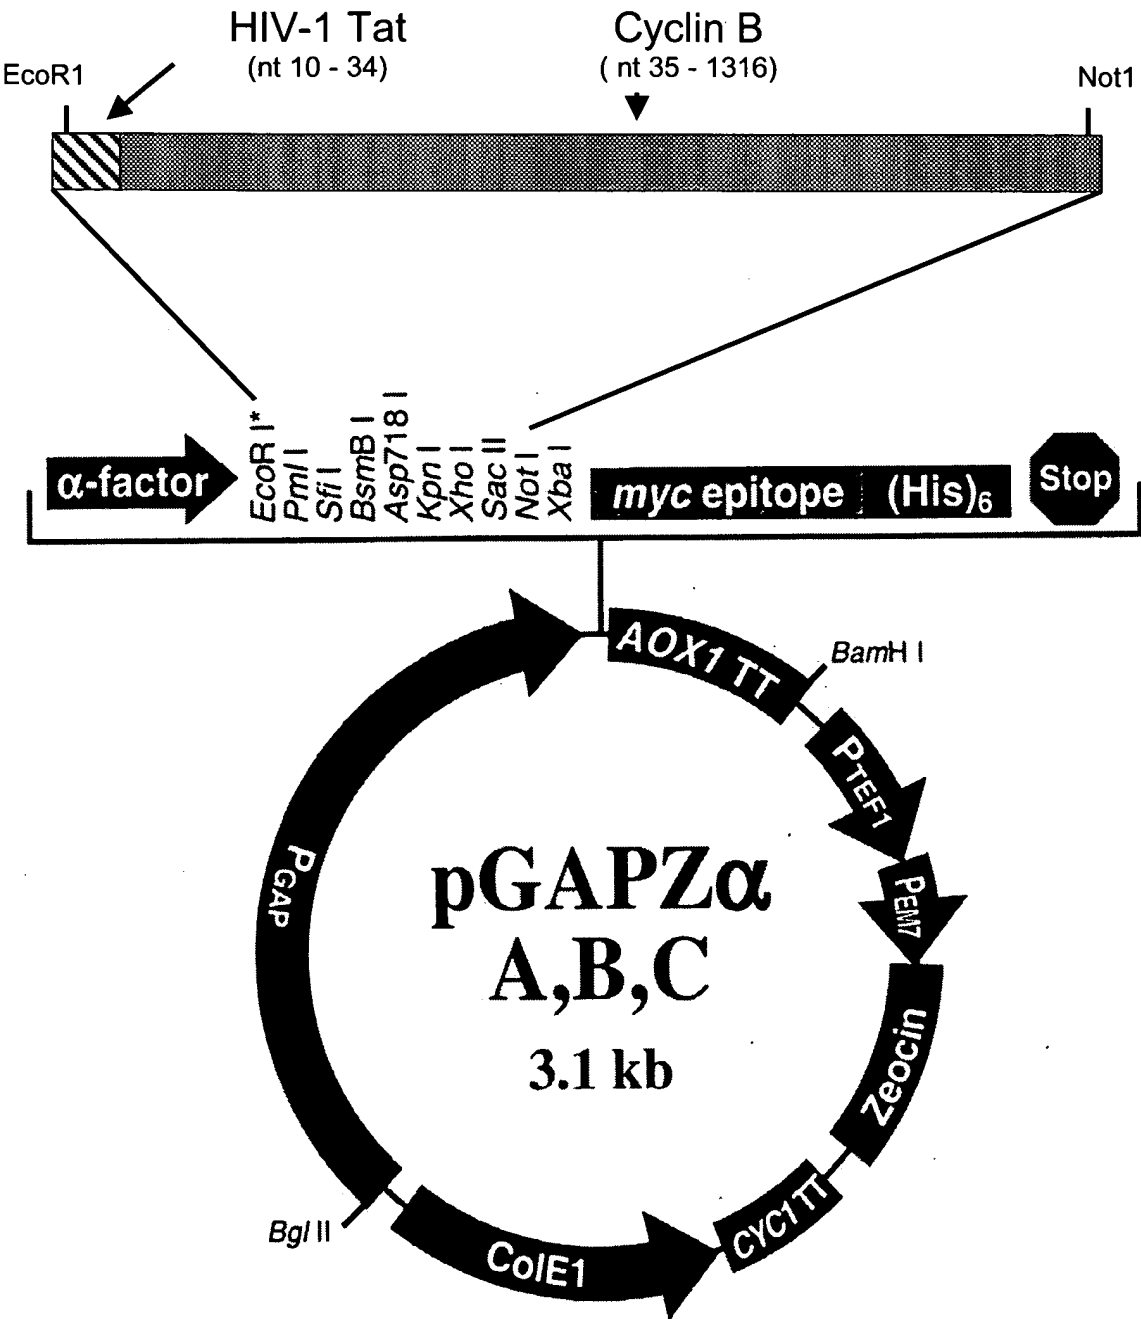 HIV-1 Tat
(nt 10 - 34)
Cyclin B
( nt 35 - 1316)
EcoR1
Not1
α-factor
EcoR I*
Pml I
Sfi I
BsmB I
Asp718 I
Kpn I
Xho I
Sac II
Not I
Xba I
myc epitope
(His)6
Stop
AOX1 TT
BamH I
PTEF1
PEM7
Zeocin
CYC1 TT
ColE1
Bgl II
PGAP
pGAPZα
A,B,C
3.1 kb